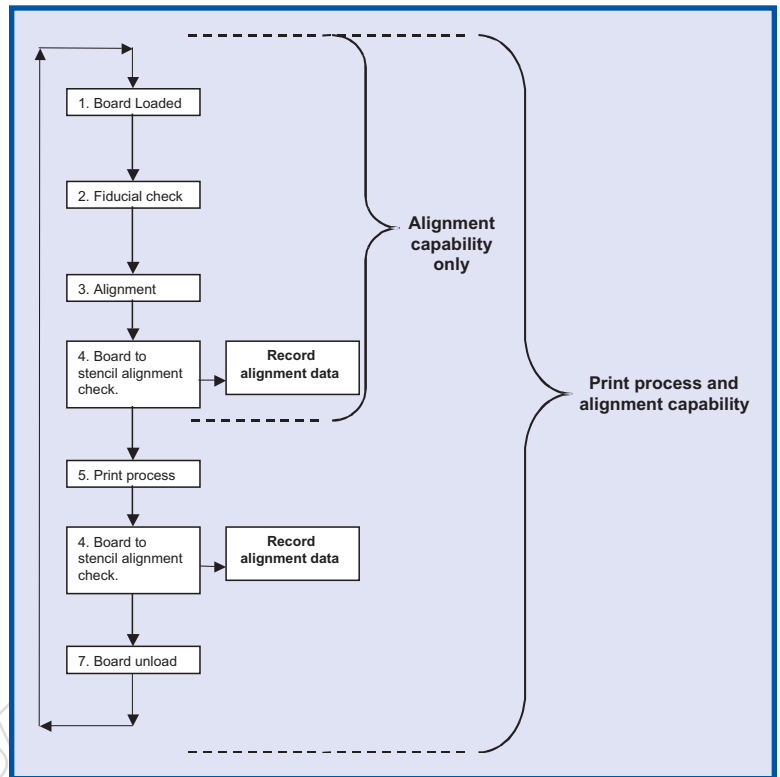 1. Board Loaded
2. Fiducial check
Alignment
capability
only
3. Alignment
4. Board to
stencil alignment
check.
Record
alignment data
Print process and
alignment capability
5. Print process
4. Board to
stencil alignment
check.
Record
alignment data
7. Board unload